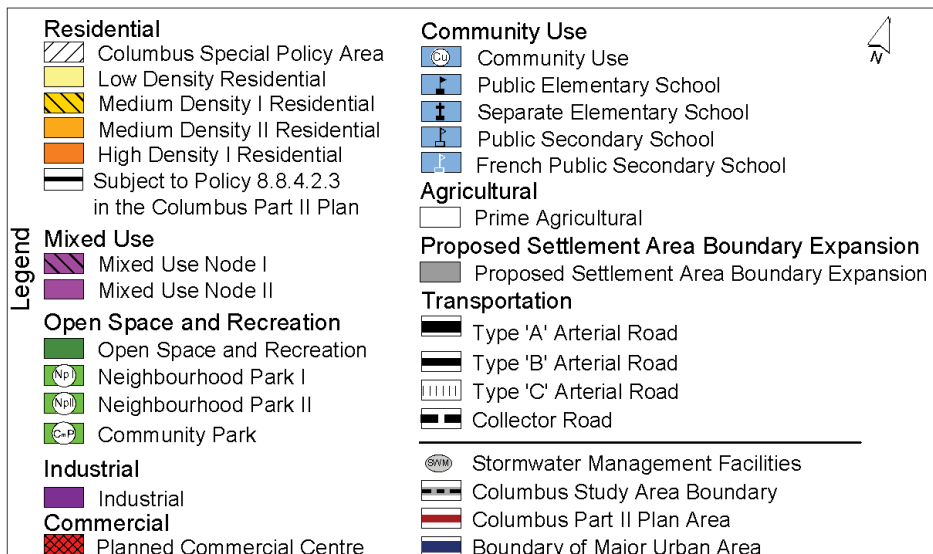 Legend
Residential
Columbus Special Policy Area
Low Density Residential
Medium Density I Residential
Medium Density II Residential
High Density I Residential
Subject to Policy 8.8.4.2.3
in the Columbus Part II Plan
Mixed Use
Mixed Use Node I
Mixed Use Node II
Open Space and Recreation
Open Space and Recreation
NpI Neighbourhood Park I
NpII Neighbourhood Park II
CmP Community Park
Industrial
Industrial
Commercial
Planned Commercial Centre
Community Use
Cu Community Use
Public Elementary School
Separate Elementary School
Public Secondary School
French Public Secondary School
Agricultural
Prime Agricultural
Proposed Settlement Area Boundary Expansion
Proposed Settlement Area Boundary Expansion
Transportation
Type 'A' Arterial Road
Type 'B' Arterial Road
Type 'C' Arterial Road
Collector Road
SWM Stormwater Management Facilities
Columbus Study Area Boundary
Columbus Part II Plan Area
Boundary of Major Urban Area
N